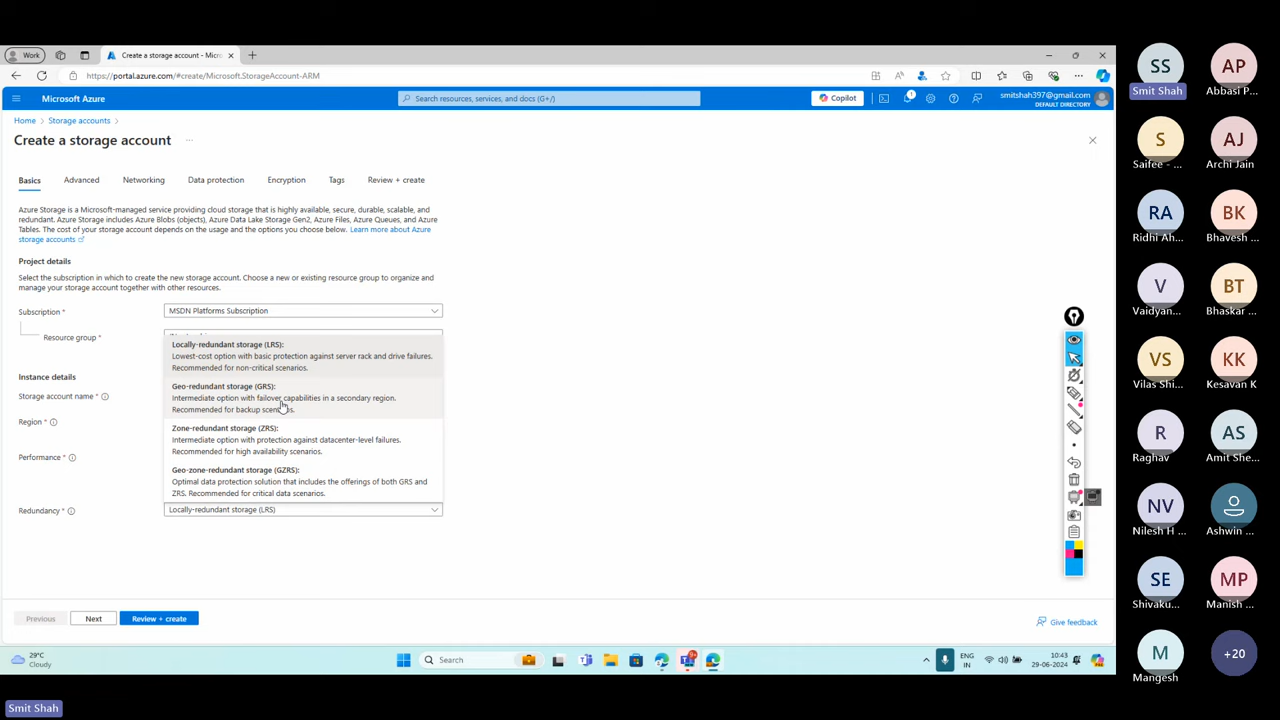 Work
Create a storage account - Micr
https://portal.azure.com/#create/Microsoft.StorageAccount-ARM
Microsoft Azure
Search resources, services, and docs (G+/)
Copilot
1
smitshah397@gmail.com
DEFAULT DIRECTORY
Home > Storage accounts >
Create a storage account ...
Basics
Advanced
Networking
Data protection
Encryption
Tags
Review + create
Azure Storage is a Microsoft-managed service providing cloud storage that is highly available, secure, durable, scalable, and
redundant. Azure Storage includes Azure Blobs (objects), Azure Data Lake Storage Gen2, Azure Files, Azure Queues, and Azure
Tables. The cost of your storage account depends on the usage and the options you choose below. Learn more about Azure
storage accounts
Project details
Select the subscription in which to create the new storage account. Choose a new or existing resource group to organize and
manage your storage account together with other resources.
Subscription *
MSDN Platforms Subscription
Resource group *
Locally-redundant storage (LRS):
Lowest-cost option with basic protection against server rack and drive failures.
Recommended for non-critical scenarios.
Geo-redundant storage (GRS):
Intermediate option with failover capabilities in a secondary region.
Recommended for backup scenarios.
Zone-redundant storage (ZRS):
Intermediate option with protection against datacenter-level failures.
Recommended for high availability scenarios.
Geo-zone-redundant storage (GZRS):
Optimal data protection solution that includes the offerings of both GRS and
ZRS. Recommended for critical data scenarios.
Instance details
Storage account name *
Region *
Performance *
Redundancy *
Locally-redundant storage (LRS)
Previous
Next
Review + create
Give feedback
29°C
Cloudy
Search
ENG
IN
10:43
29-06-2024
SS
Smit Shah
AP
Abbasi P...
S
Saifee - ...
AJ
Archi Jain
RA
Ridhi Ah...
BK
Bhavesh ...
V
Vaidyan...
BT
Bhaskar ...
VS
Vilas Shi...
KK
Kesavan K
R
Raghav
AS
Amit She...
NV
Nilesh H ...
Ashwin ...
SE
Shivaku...
MP
Manish ...
M
Mangesh
+20
Smit Shah